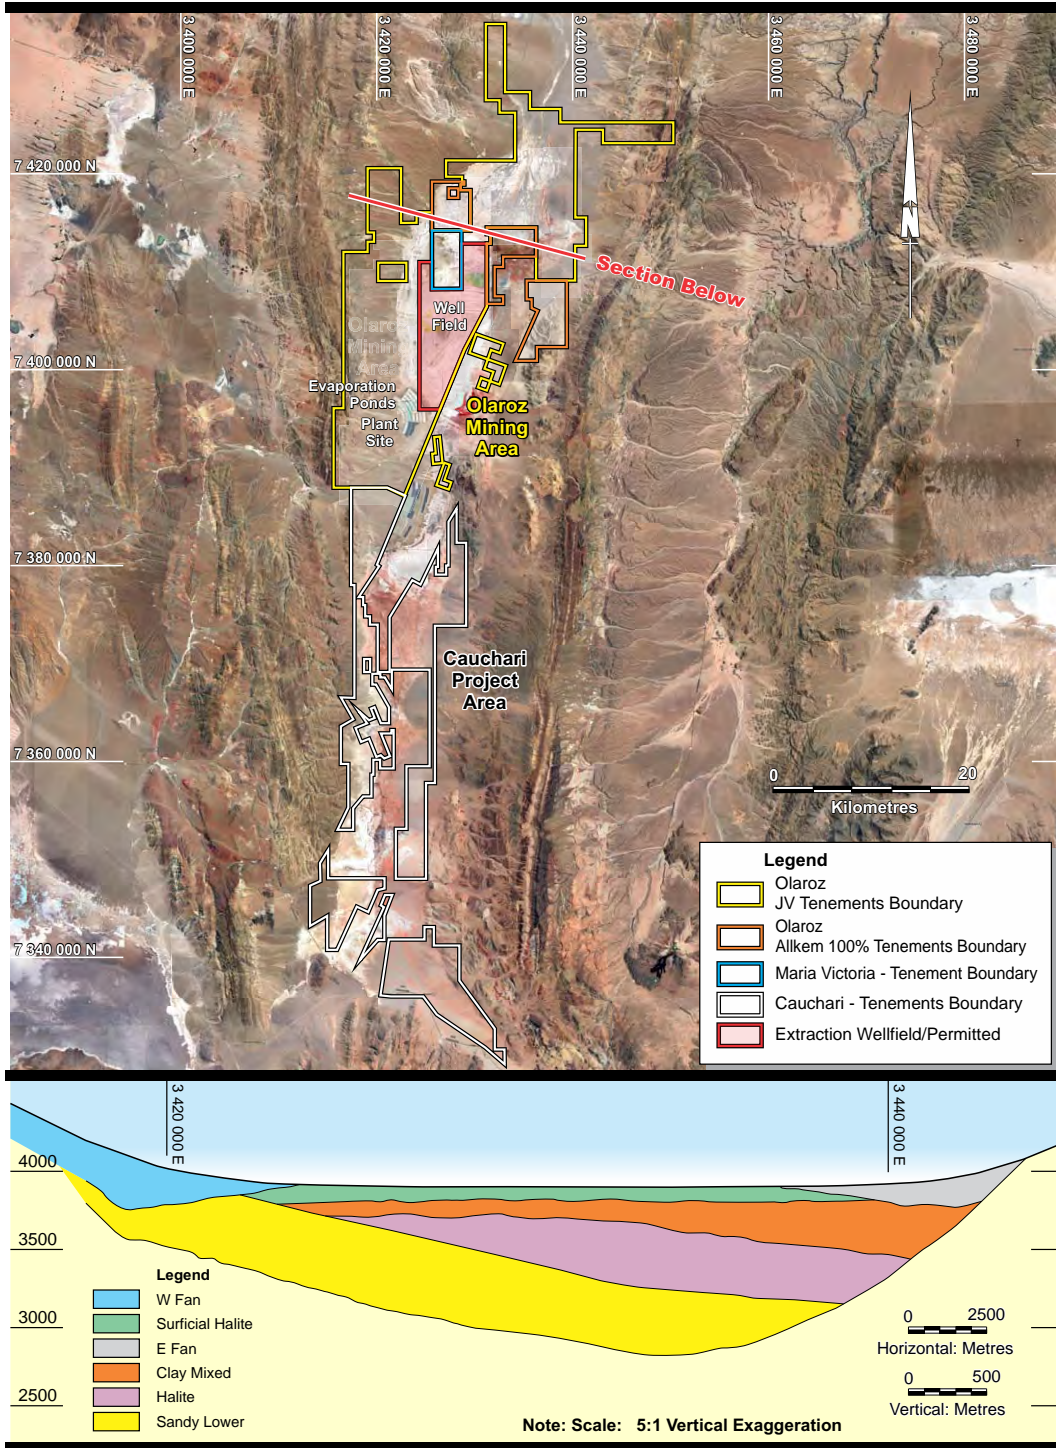 3 400 000 E
3 420 000 E
3 440 000 E
3 460 000 E
3 480 000 E
7 420 000 N
N
Section Below
Well
Field
Olaroz
Mining
Area
7 400 000 N
Evaporation
Ponds
Plant
Site
Olaroz
Mining
Area
7 380 000 N
Cauchari
Project
Area
7 360 000 N
0 20
Kilometres
7 340 000 N
Legend
Olaroz
JV Tenements Boundary
Olaroz
Allkem 100% Tenements Boundary
Maria Victoria - Tenement Boundary
Cauchari - Tenements Boundary
Extraction Wellfield/Permitted
3 420 000 E
3 440 000 E
4000
3500
3000
2500
Legend
W Fan
Surficial Halite
E Fan
Clay Mixed
Halite
Sandy Lower
0 2500
Horizontal: Metres
0 500
Vertical: Metres
Note: Scale: 5:1 Vertical Exaggeration